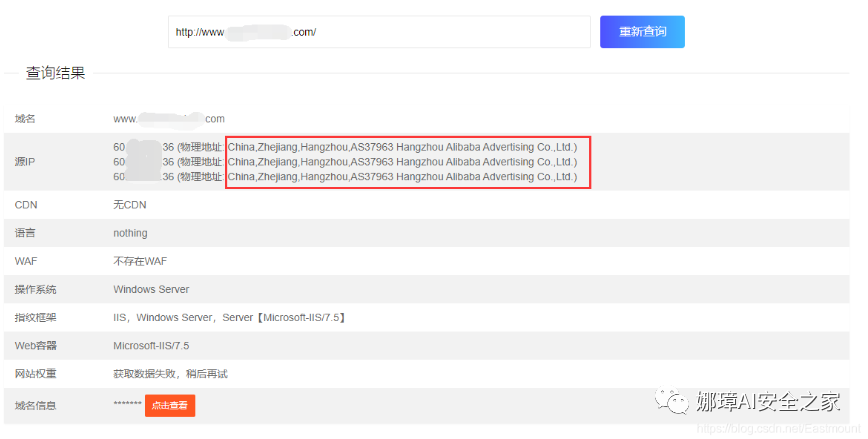 http://www .com/
重新查询
查询结果
域名 www. com
源IP 60 36 (物理地址: China,Zhejiang,Hangzhou,AS37963 Hangzhou Alibaba Advertising Co.,Ltd.)
60 36 (物理地址: China,Zhejiang,Hangzhou,AS37963 Hangzhou Alibaba Advertising Co.,Ltd.)
60 36 (物理地址: China,Zhejiang,Hangzhou,AS37963 Hangzhou Alibaba Advertising Co.,Ltd.)
CDN 无CDN
语言 nothing
WAF 不存在WAF
操作系统 Windows Server
指纹框架 IIS，Windows Server，Server【Microsoft-IIS/7.5】
Web容器 Microsoft-IIS/7.5
网站权重 获取数据失败，稍后再试
域名信息 ******* 点击查看
娜璋AI安全之家
https://blog.csdn.net/Eastmount